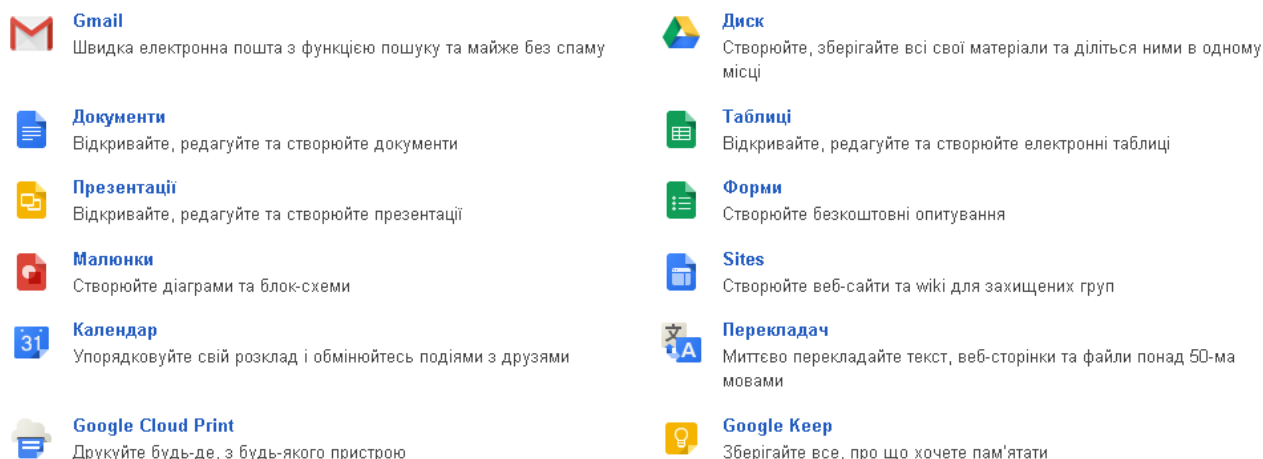 Gmail
Швидка електронна пошта з функцією пошуку та майже без спаму
Диск
Створюйте, зберігайте всі свої матеріали та діліться ними в одному
місці
Документи
Відкривайте, редагуйте та створюйте документи
Таблиці
Відкривайте, редагуйте та створюйте електронні таблиці
Презентації
Відкривайте, редагуйте та створюйте презентації
Форми
Створюйте безкоштовні опитування
Малюнки
Створюйте діаграми та блок-схеми
Sites
Створюйте веб-сайти та wiki для захищених груп
31
Календар
Упорядковуйте свій розклад і обмінюйтесь подіями з друзями
文
A
Перекладач
Миттєво перекладайте текст, веб-сторінки та файли понад 50-ма
мовами
Google Cloud Print
Друкуйте будь-де, з будь-якого пристрою
Google Keep
Зберігайте все, про що хочете пам'ятати